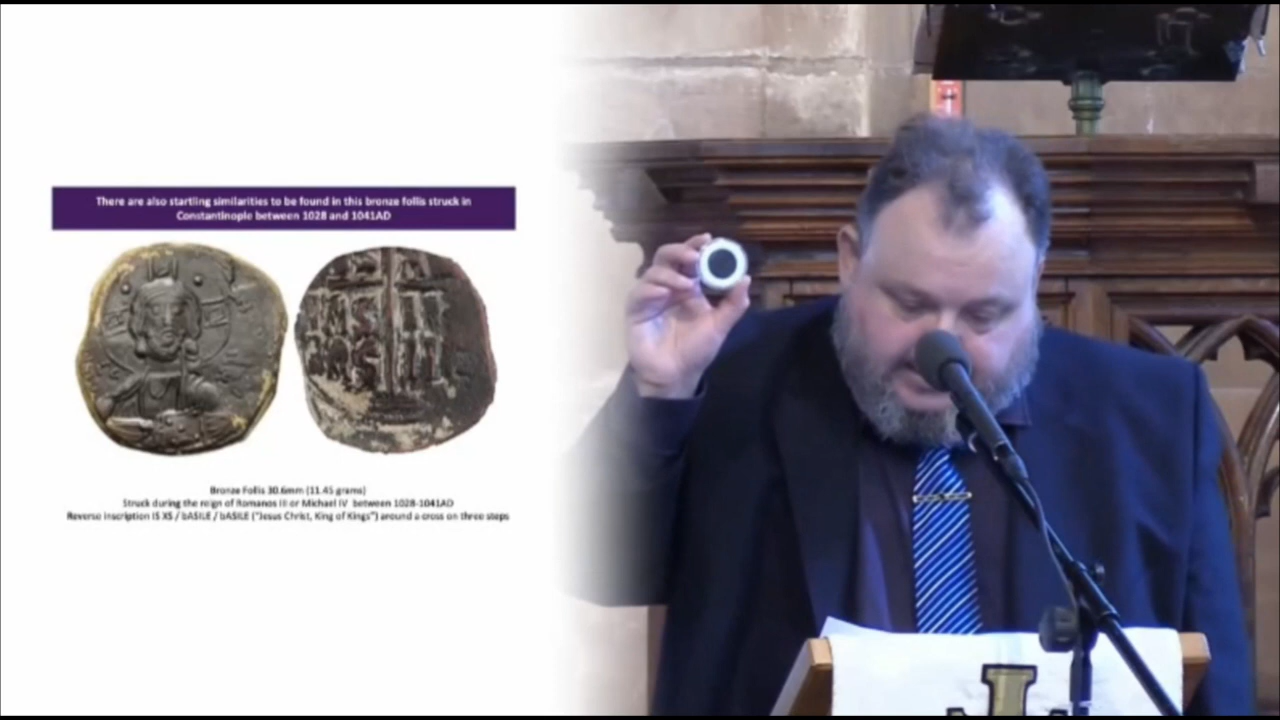 There are also startling similarities to be found in this bronze follis struck in
Constantinople between 1028 and 1041AD
Bronze Follis 30.6mm (11.45 grams)
Struck during the reign of Romanos III or Michael IV between 1028-1041AD
Reverse Inscription IS XS / bASILE / bASILE ("Jesus Christ, King of Kings") around a cross on three steps